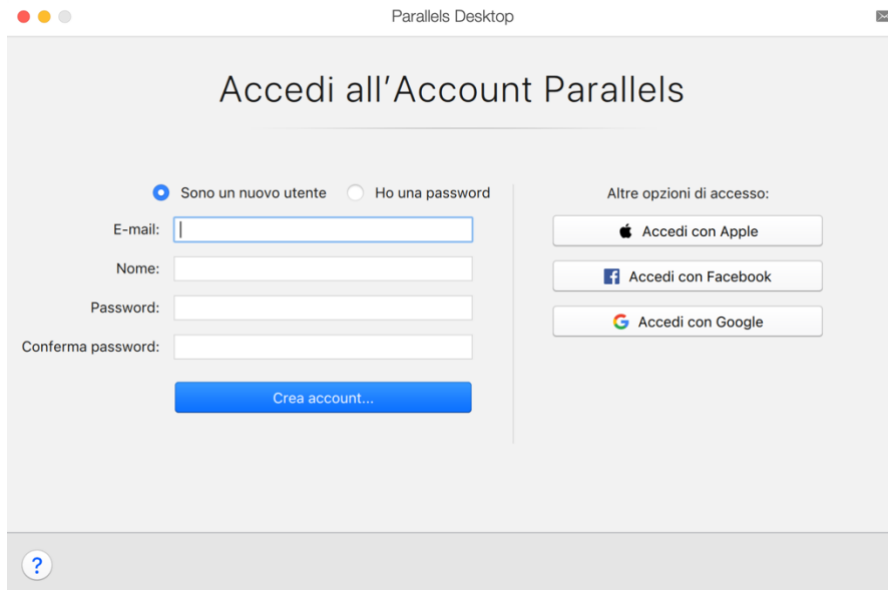 Parallels Desktop
Accedi all'Account Parallels
Sono un nuovo utente Ho una password
E-mail:
Nome:
Password:
Conferma password:
Crea account...
Altre opzioni di accesso:
Accedi con Apple
Accedi con Facebook
Accedi con Google
?